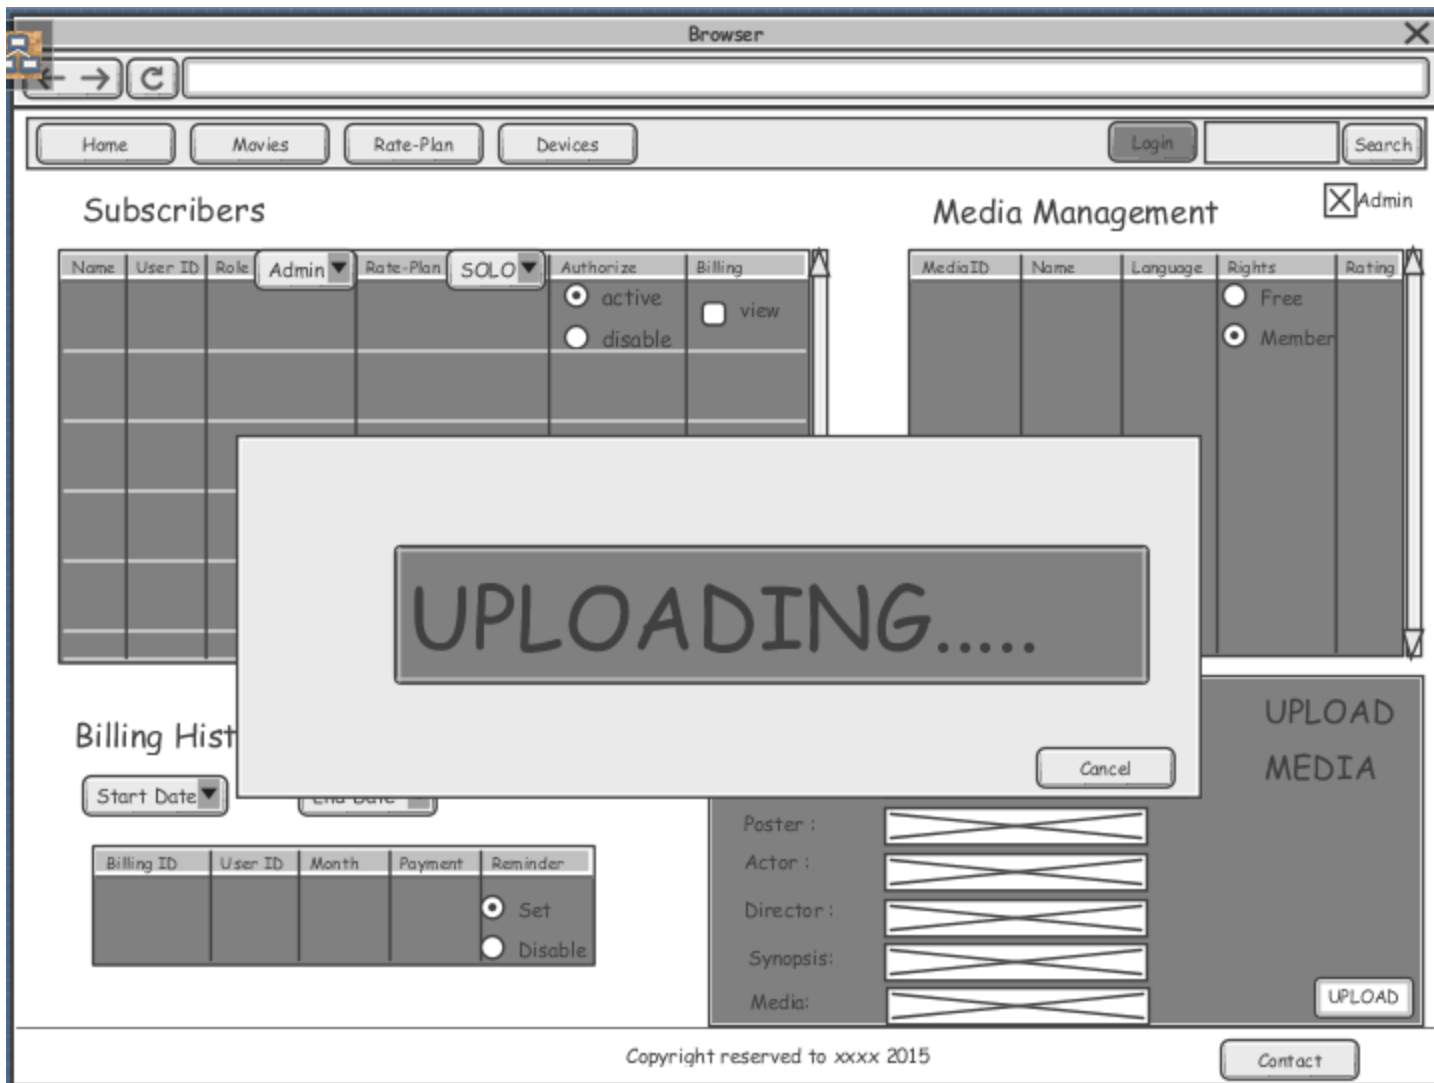 Browser
Home Movies Rate-Plan Devices Login Search
Subscribers
Media Management
Admin
Name User ID Role Admin Rate-Plan SOLO Authorize Billing
active
view
disable
MediaID Name Language Rights Rating
Free
Member
UPLOADING.....
Cancel
Billing Hist
Start Date
End Date
Billing ID User ID Month Payment Reminder
Set
Disable
UPLOAD
MEDIA
Poster :
Actor :
Director :
Synopsis:
Media:
UPLOAD
Copyright reserved to xxxx 2015
Contact